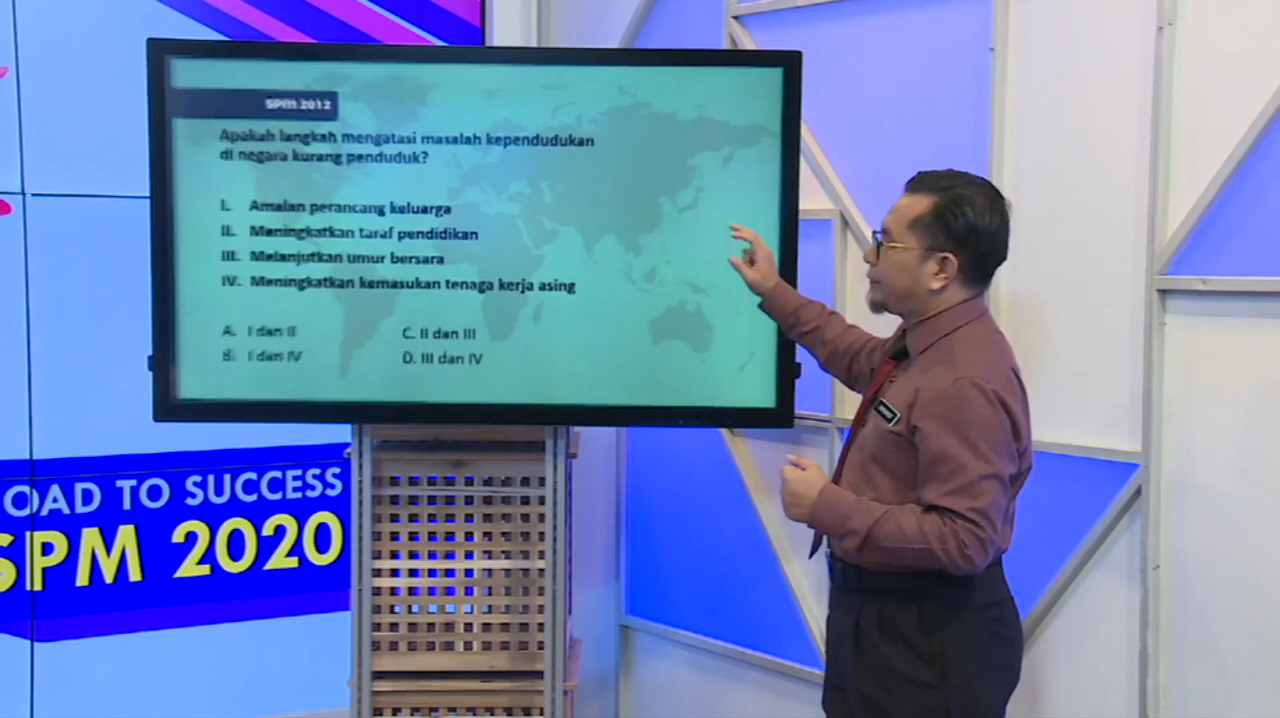 SPM 2012
Apakah langkah mengatasi masalah kependudukan
di negara kurang penduduk?
I. Amalan perancang keluarga
II. Meningkatkan taraf pendidikan
III. Melanjutkan umur bersara
IV. Meningkatkan kemasukan tenaga kerja asing
A. I dan II
C. II dan III
B. I dan IV
D. III dan IV
OAD TO SUCCESS
SPM 2020